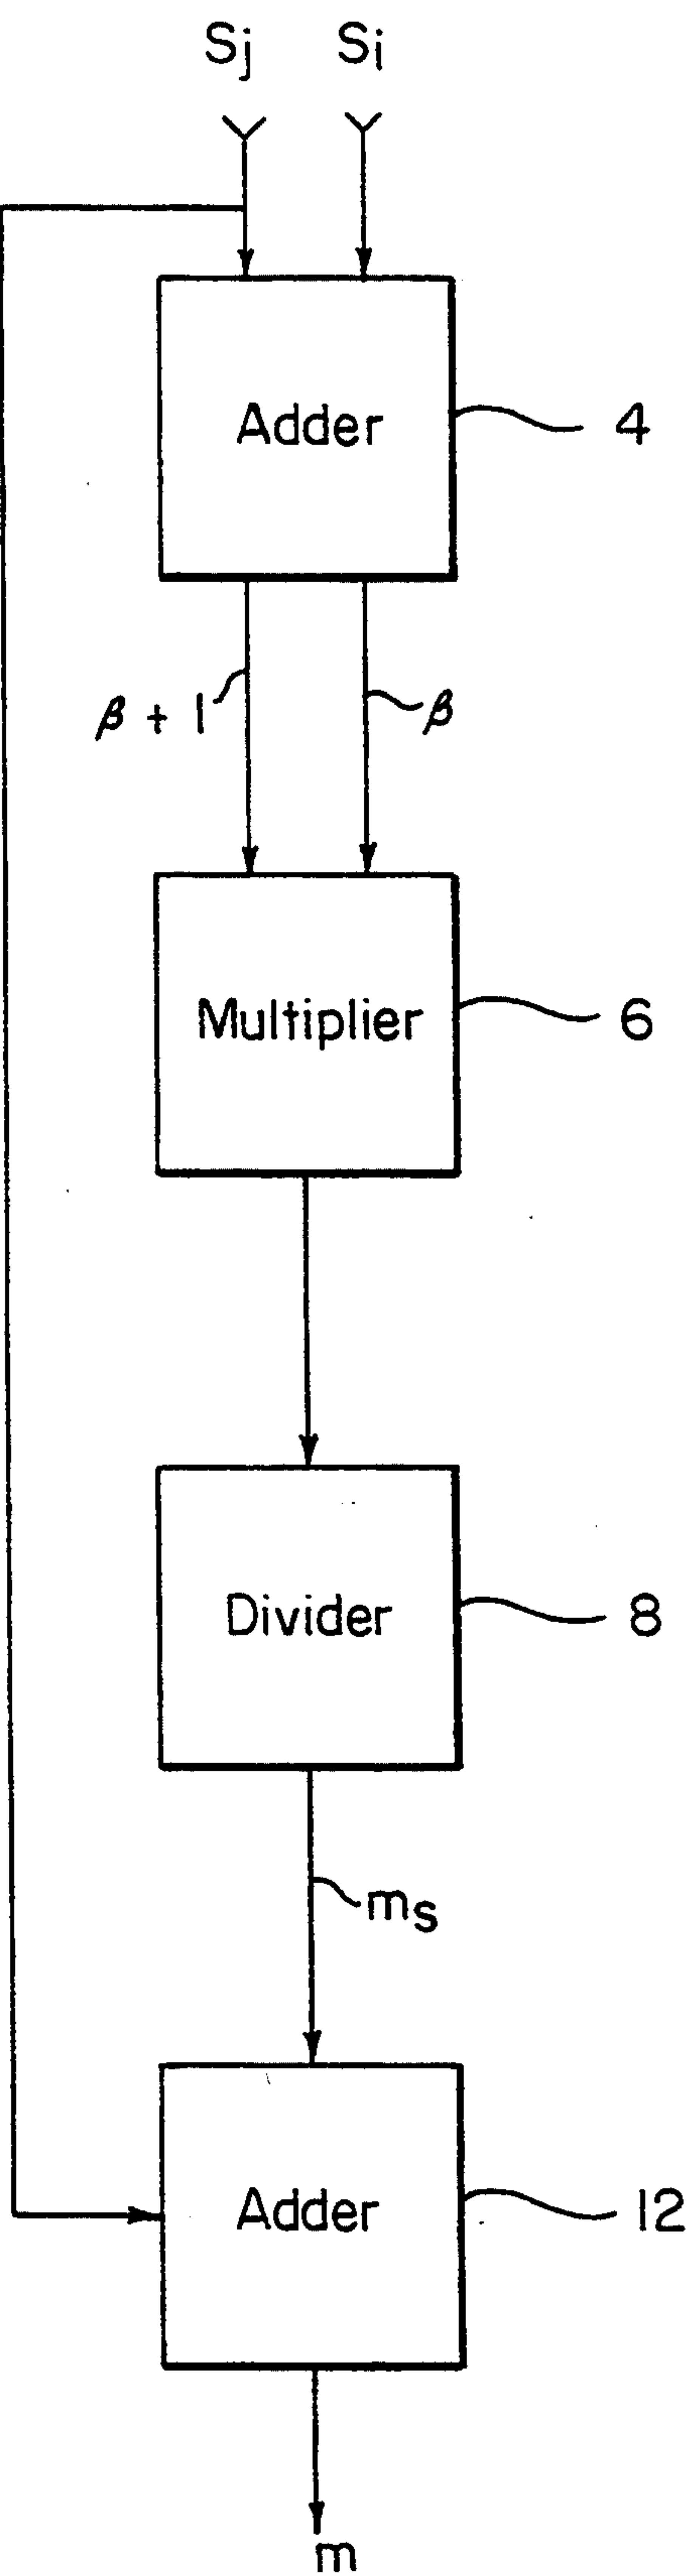 Sj Si
Adder 4
β + 1 β
Multiplier 6
Divider 8
ms
Adder 12
m